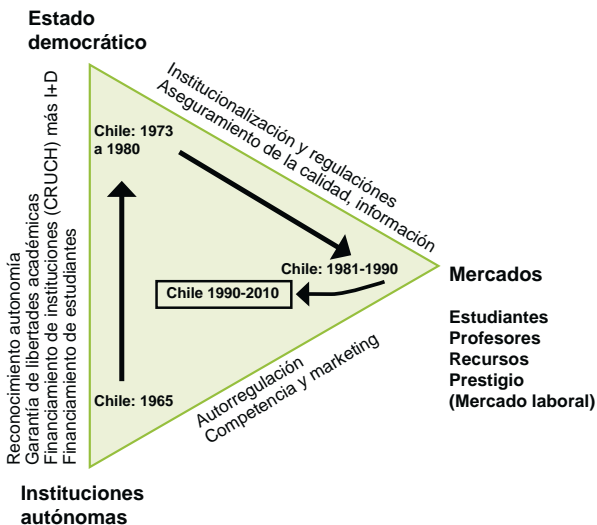 Estado
democrático
Institucionalización y regulaciónes
Aseguramiento de la calidad, información
Reconocimiento autonomía
Garantía de libertades académicas
Financiamiento de instituciones (CRUCH) más I+D
Financiamiento de estudiantes
Chile: 1973
a 1980
Chile: 1981-1990
Chile 1990-2010
Mercados
Estudiantes
Profesores
Recursos
Prestigio
(Mercado laboral)
Chile: 1965
Autorregulación
Competencia y marketing
Instituciones
autónomas